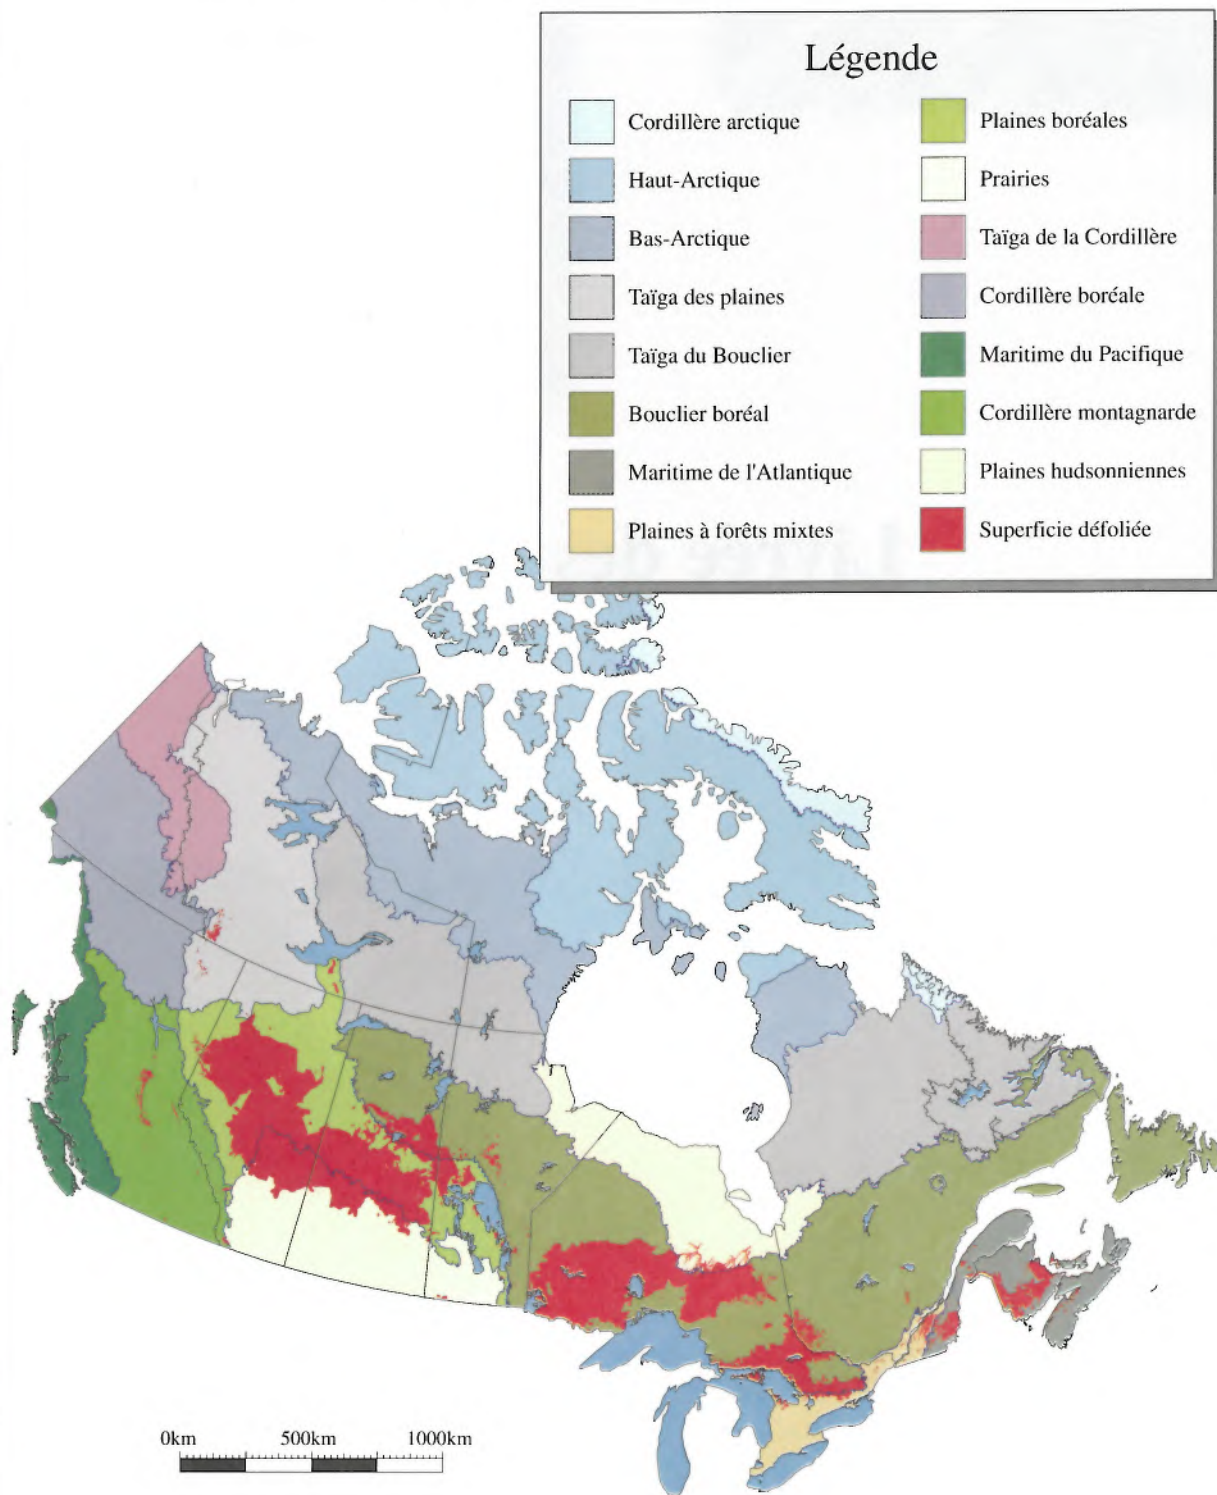 Légende
Cordillère arctique
Haut-Arctique
Bas-Arctique
Taïga des plaines
Taïga du Bouclier
Bouclier boréal
Maritime de l'Atlantique
Plaines à forêts mixtes
Plaines boréales
Prairies
Taïga de la Cordillère
Cordillère boréale
Maritime du Pacifique
Cordillère montagnarde
Plaines hudsonniennes
Superficie défoliée
0km 500km 1000km